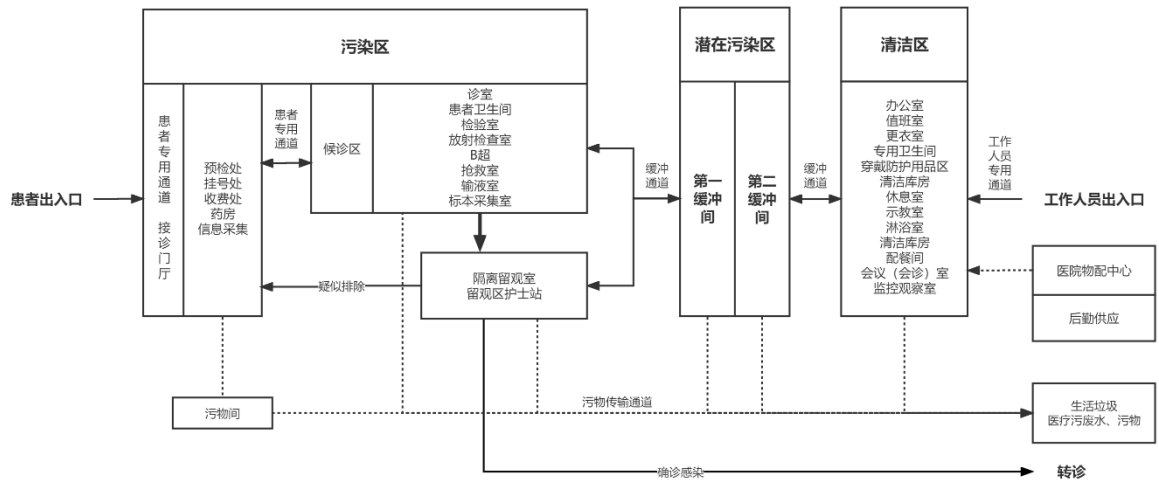 污染区
潜在污染区
清洁区
患者出入口
患者专用通道 接诊门厅
预检处
挂号处
收费处
药房
信息采集
患者
专用
通道
候诊区
诊室
患者卫生间
检验室
放射检查室
B超
抢救室
输液室
标本采集室
隔离留观室
留观区护士站
疑似排除
缓冲
通道
第一
缓冲
间
第二
缓冲
间
缓冲
通道
办公室
值班室
更衣室
专用卫生间
穿戴防护用品区
清洁库房
休息室
示教室
淋浴室
清洁库房
配餐间
会议（会诊）室
监控观察室
工作
人员
专用
通道
工作人员出入口
医院物配中心
后勤供应
污物间
污物传输通道
生活垃圾
医疗污废水、污物
确诊感染
转诊